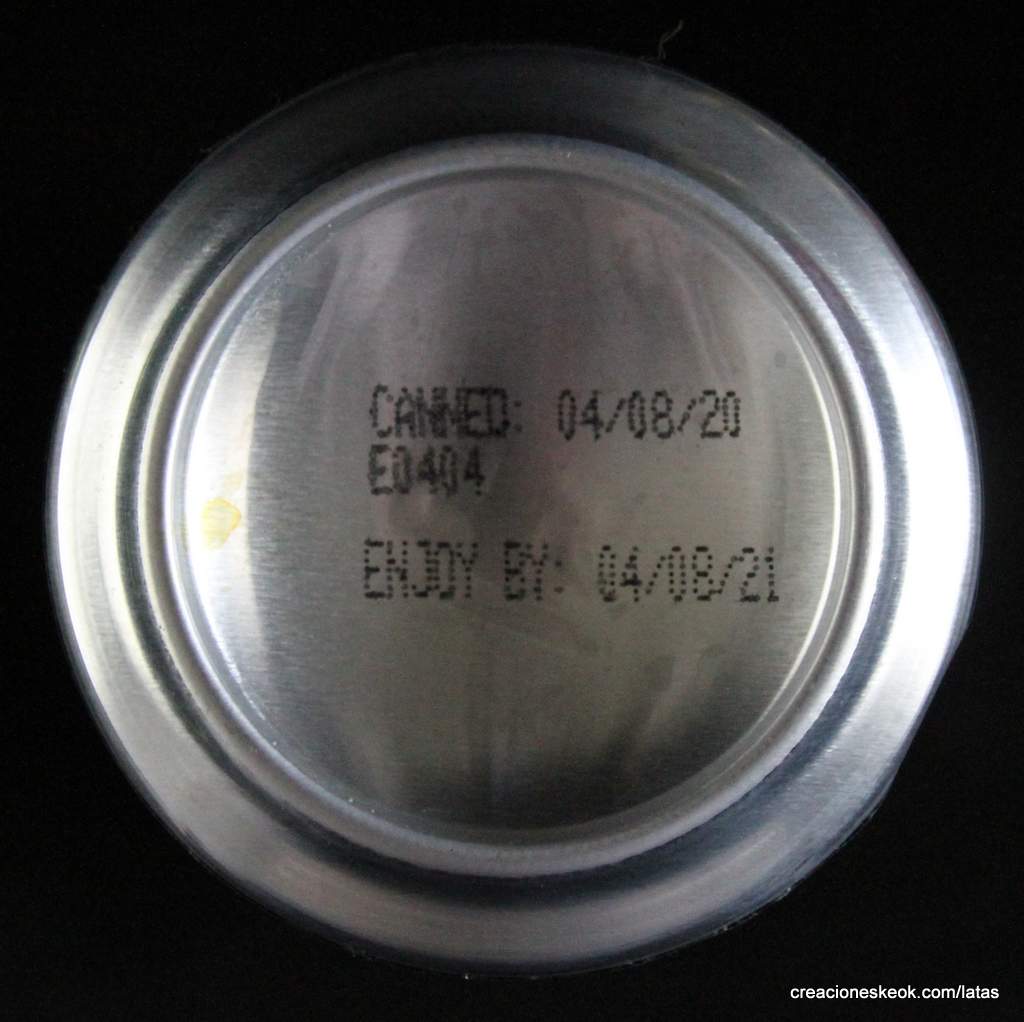 CANNED: 04/08/20
E0404
ENJOY BY: 04/08/21
creacioneskeok.com/latas